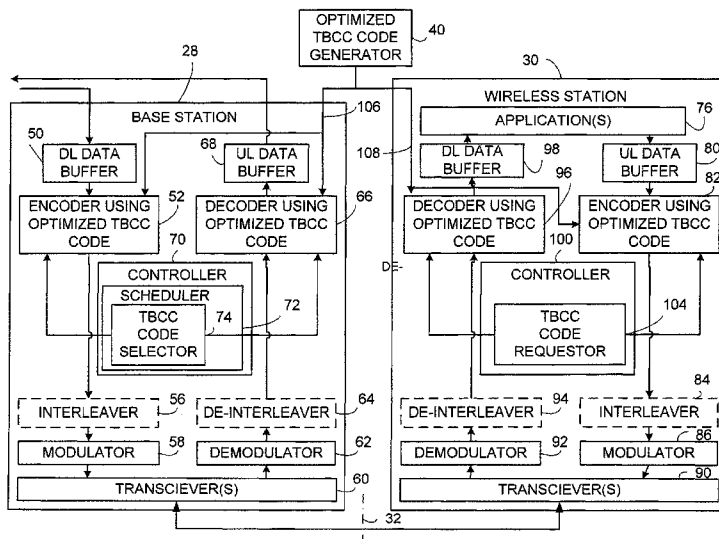 OPTIMIZED
TBCC CODE
GENERATOR
40
28
30
BASE STATION
106
WIRELESS STATION
76
APPLICATION(S)
50
DL DATA
BUFFER
68
UL DATA
BUFFER
108
DL DATA
BUFFER
98
UL DATA
BUFFER
80
52
ENCODER USING
OPTIMIZED TBCC
CODE
DECODER USING
OPTIMIZED TBCC
CODE
66
DECODER USING
OPTIMIZED TBCC
CODE
96
ENCODER USING
OPTIMIZED TBCC
CODE
82
70
CONTROLLER
SCHEDULER
TBCC
CODE
SELECTOR
74
72
DE-
100
CONTROLLER
TBCC
CODE
REQUESTOR
104
INTERLEAVER
56
DE-INTERLEAVER
64
DE-INTERLEAVER
94
INTERLEAVER
84
MODULATOR
58
DEMODULATOR
62
DEMODULATOR
92
MODULATOR
86
TRANSCIEVER(S)
60
TRANSCIEVER(S)
90
32